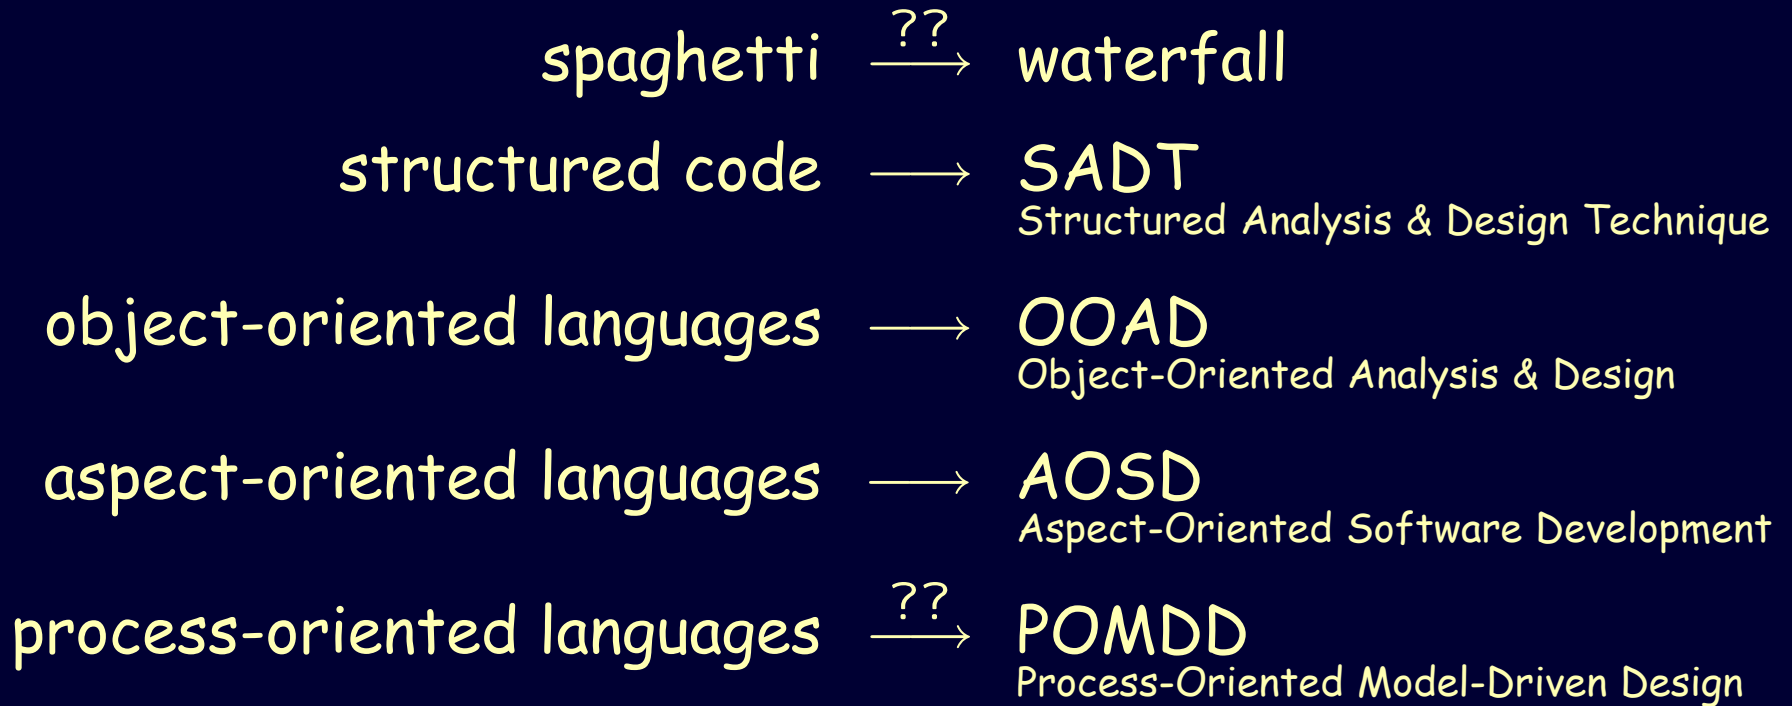 spaghetti ??⟶ waterfall
structured code ⟶ SADT
Structured Analysis & Design Technique
object-oriented languages ⟶ OOAD
Object-Oriented Analysis & Design
aspect-oriented languages ⟶ AOSD
Aspect-Oriented Software Development
process-oriented languages ??⟶ POMDD
Process-Oriented Model-Driven Design